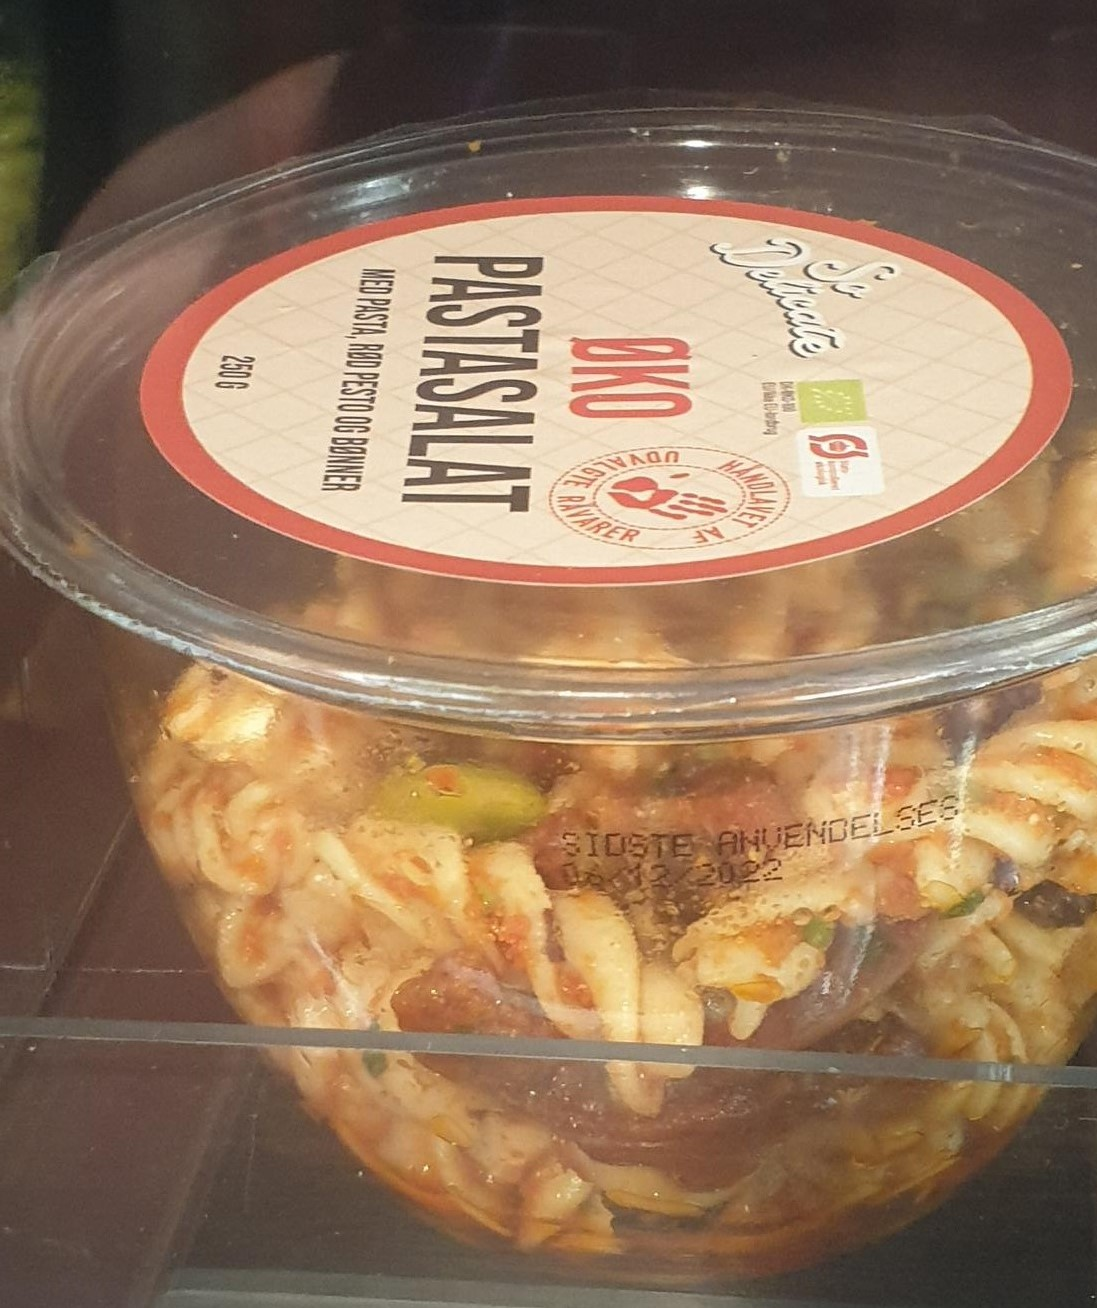 So
Delicate
ØKO
PASTASALAT
MED PASTA, RØD PESTO OG BØNNER
250 G
HÅNDLAVET AF
UDVALGTE RÅVARER
SIDSTE ANVENDELSES
06/12/2022